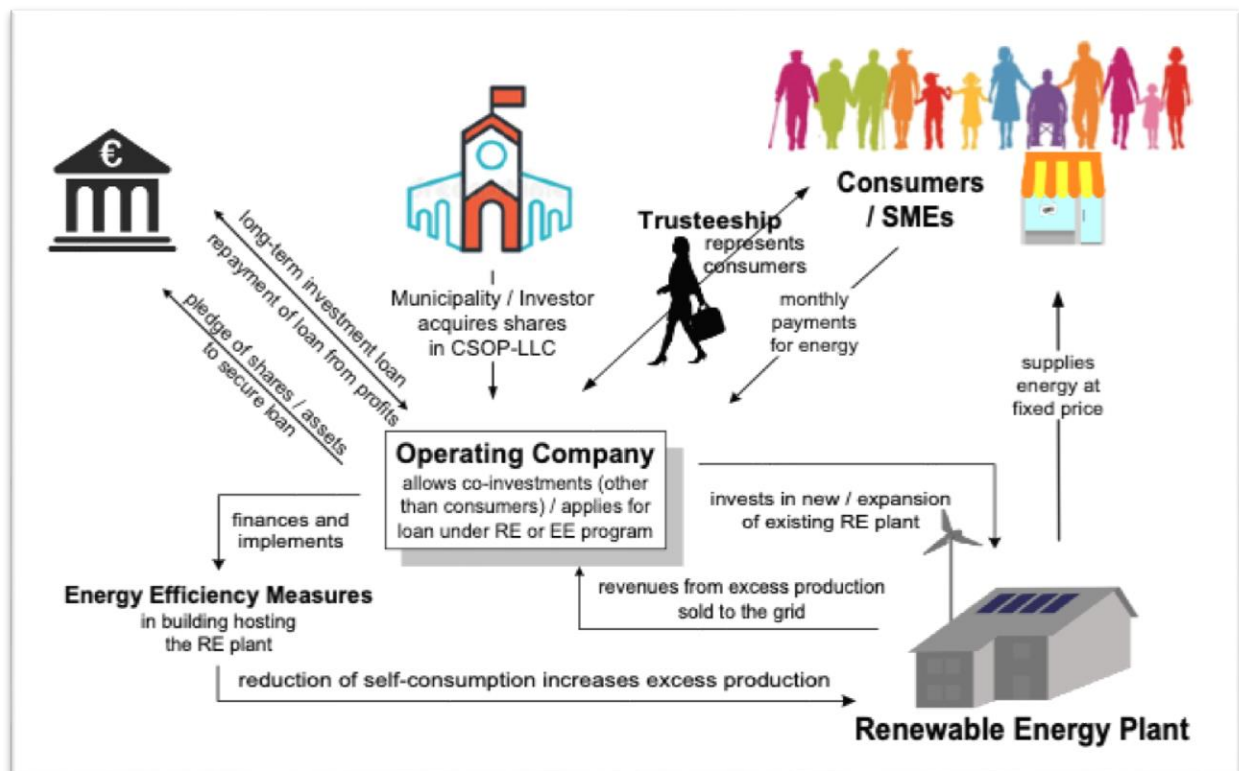 €
long-term investment loan
repayment of loan from profits
pledge of shares / assets
to secure loan
Municipality / Investor
acquires shares
in CSOP-LLC
Trusteeship
represents
consumers
Consumers
/ SMEs
monthly
payments
for energy
supplies
energy at
fixed price
Operating Company
allows co-investments (other
than consumers) / applies for
loan under RE or EE program
invests in new / expansion
of existing RE plant
finances and
implements
revenues from excess production
sold to the grid
Energy Efficiency Measures
in building hosting
the RE plant
reduction of self-consumption increases excess production
Renewable Energy Plant